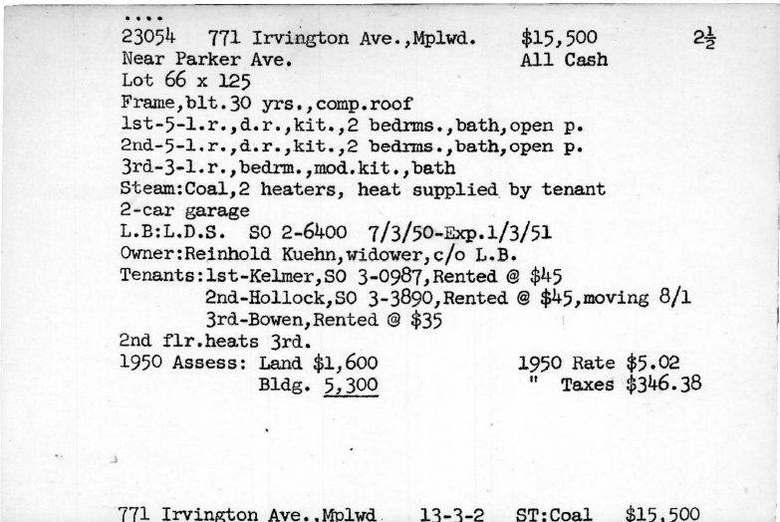 ....
23054 771 Irvington Ave.,Mplwd. $15,500 2½
Near Parker Ave. All Cash
Lot 66 x 125
Frame,blt.30 yrs.,comp.roof
1st-5-l.r.,d.r.,kit.,2 bedrms.,bath,open p.
2nd-5-l.r.,d.r.,kit.,2 bedrms.,bath,open p.
3rd-3-l.r.,bedrm.,mod.kit.,bath
Steam:Coal,2 heaters, heat supplied by tenant
2-car garage
L.B:L.D.S. SO 2-6400 7/3/50-Exp.1/3/51
Owner:Reinhold Kuehn,widower,c/o L.B.
Tenants:1st-Kelmer,SO 3-0987,Rented @ $45
2nd-Hollock,SO 3-3890,Rented @ $45,moving 8/1
3rd-Bowen,Rented @ $35
2nd flr.heats 3rd.
1950 Assess: Land $1,600 1950 Rate $5.02
Bldg. 5,300 " Taxes $346.38
771 Irvington Ave.,Mplwd 13-3-2 ST:Coal $15,500